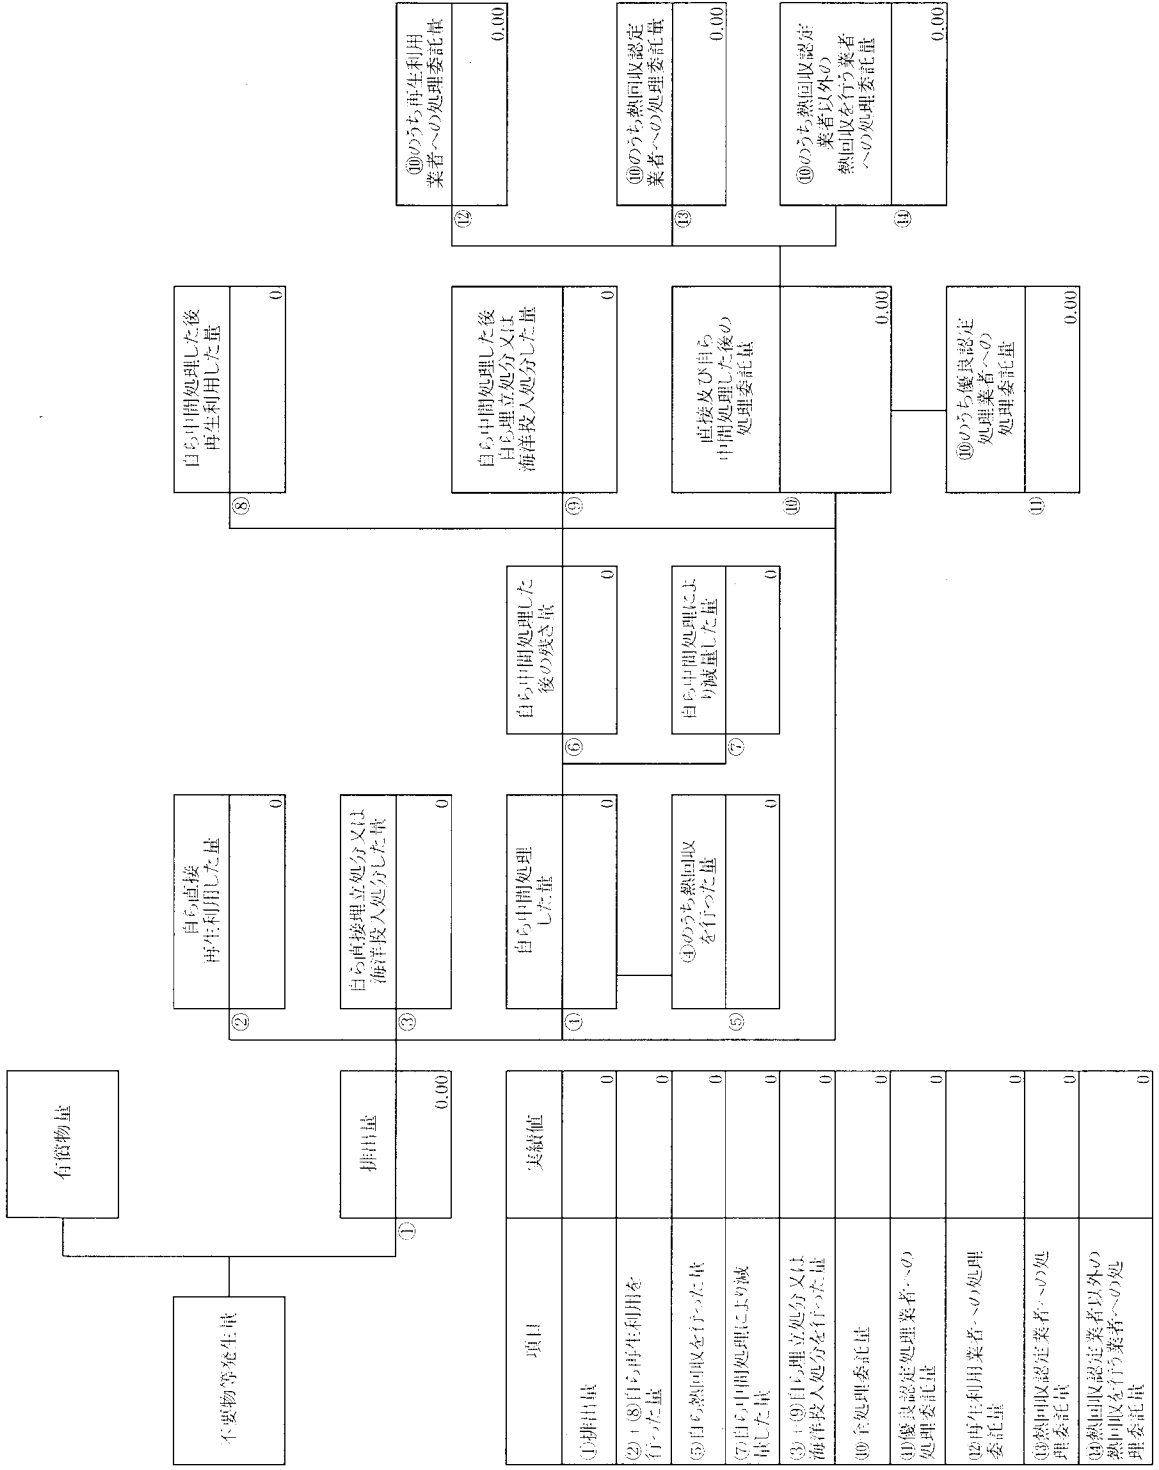 不要物等発生量
有償物量
①
排出量
0.00
②
自ら直接
再生利用した量
0
③
自ら直接埋立処分又は
海洋投入処分した量
0
④
自ら中間処理
した量
0
⑤
④のうち熱回収
を行った量
0
⑥
自ら中間処理した
後の残さ量
0
⑦
自ら中間処理によ
り減量した量
0
⑧
自ら中間処理した後
再生利用した量
0
⑨
自ら中間処理した後
自ら埋立処分又は
海洋投入処分した量
0
⑩
直接及び自ら
中間処理した後の
処理委託量
0.00
⑪
⑩のうち優良認定
処理業者への
処理委託量
0.00
⑫
⑩のうち再生利用
業者への処理委託量
0.00
⑬
⑩のうち熱回収認定
業者への処理委託量
0.00
⑭
⑩のうち熱回収認定
業者以外の
熱回収を行う業者
への処理委託量
0.00
項目 実績値
①排出量 0
②+⑧自ら再生利用を
行った量 0
⑤自ら熱回収を行った量 0
⑦自ら中間処理により減
量した量 0
③+⑨自ら埋立処分又は
海洋投入処分を行った量 0
⑩全処理委託量 0
⑪優良認定処理業者への
処理委託量 0
⑫再生利用業者への処理
委託量 0
⑬熱回収認定業者への処
理委託量 0
⑭熱回収認定業者以外の
熱回収を行う業者への処
理委託量 0